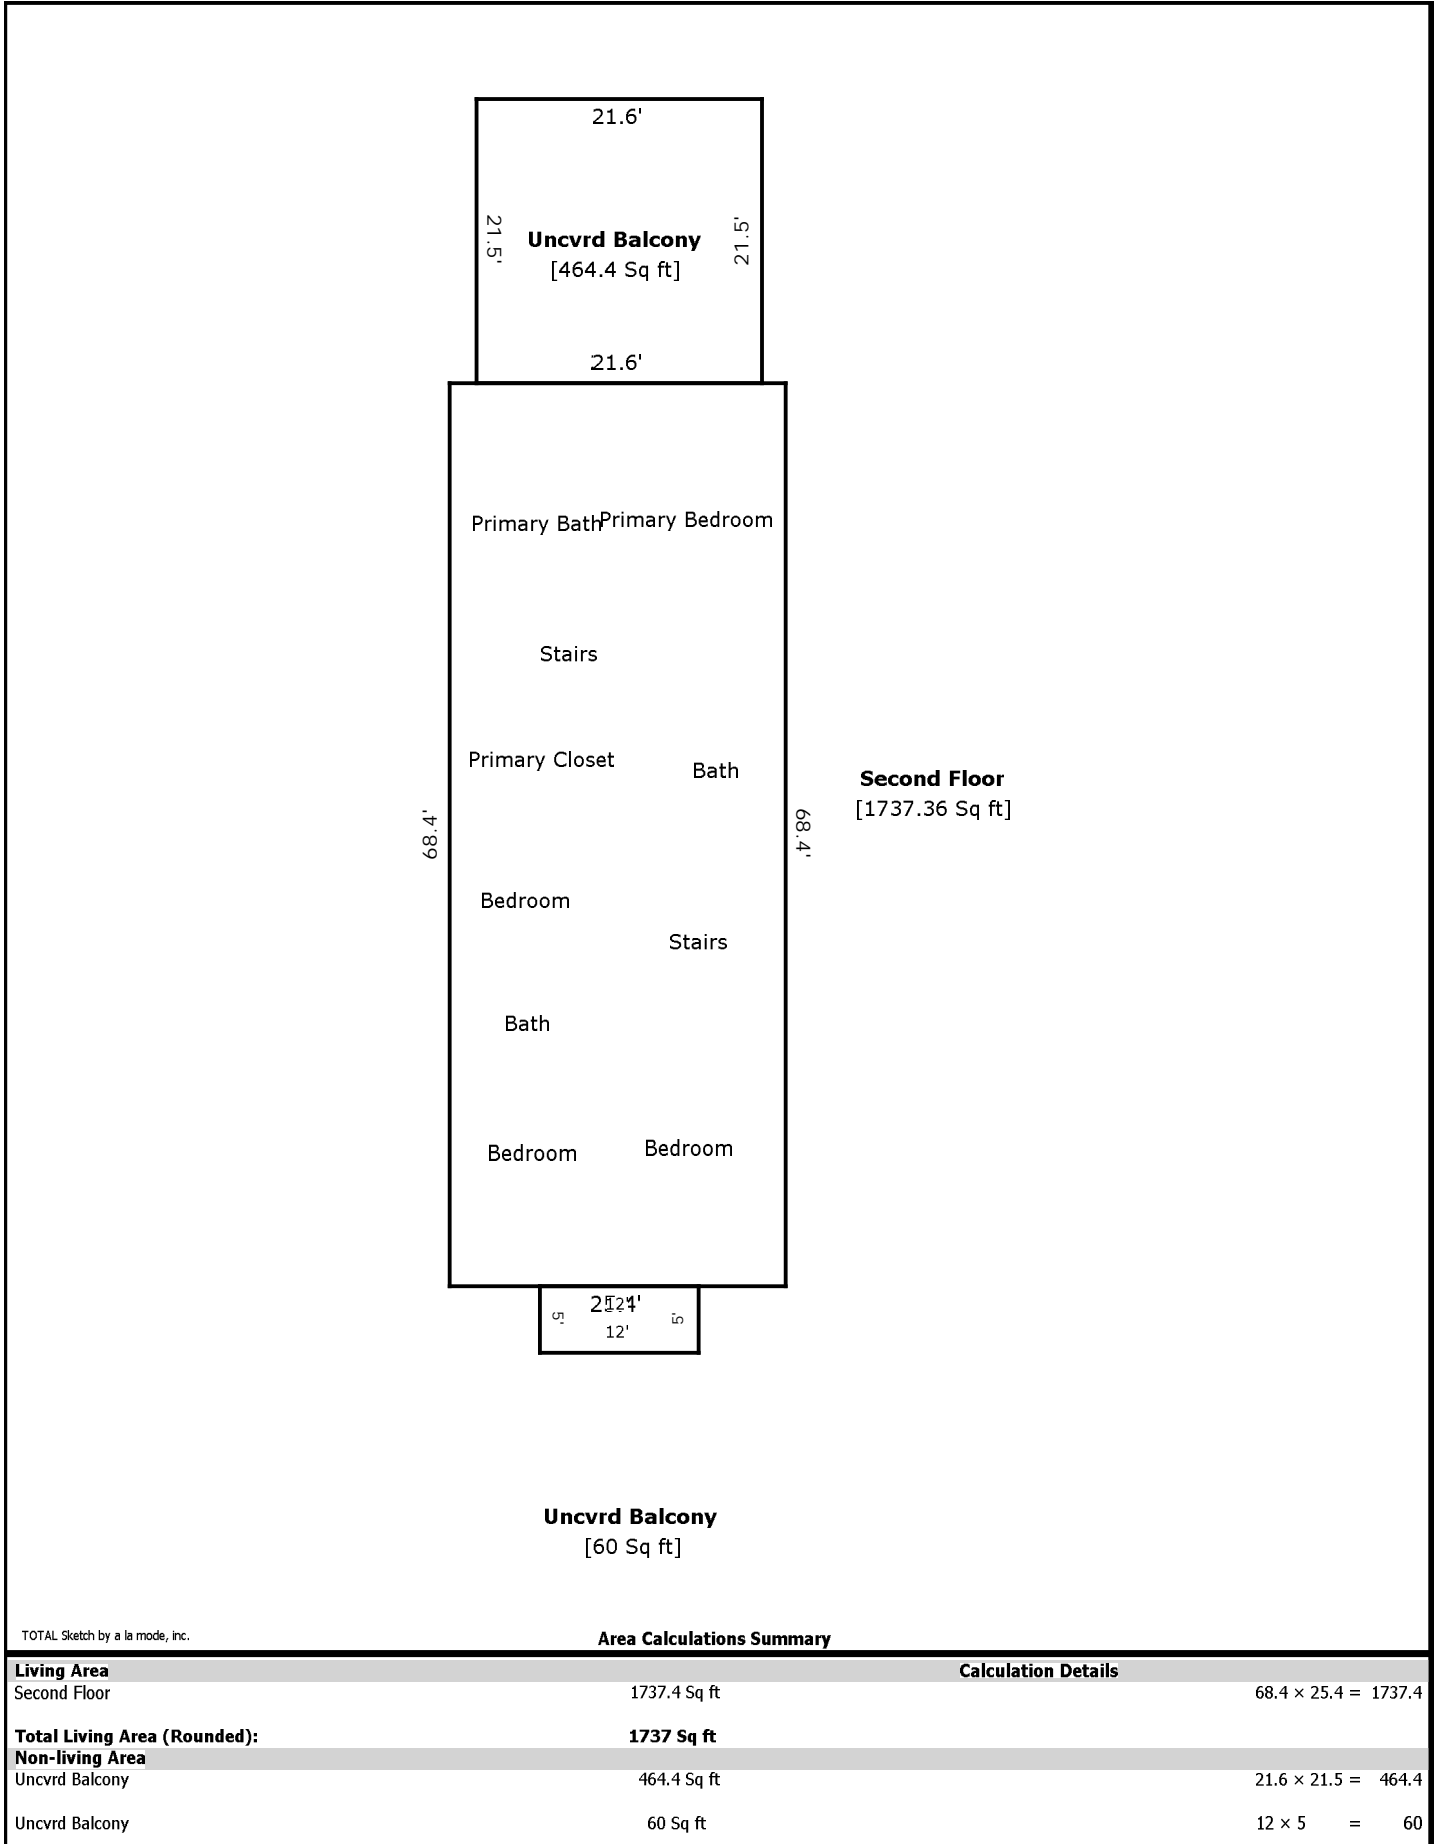 21.6'
21.5'
Uncvrd Balcony
21.5'
[464.4 Sq ft]
21.6'
Primary Bath
Primary Bedroom
Stairs
Primary Closet
Bath
Second Floor
[1737.36 Sq ft]
68.4'
68.4'
Bedroom
Stairs
Bath
Bedroom
Bedroom
12'
5'
5'
12'
Uncvrd Balcony
[60 Sq ft]
TOTAL Sketch by a la mode, inc.
Area Calculations Summary
Living Area
Calculation Details
Second Floor 1737.4 Sq ft 68.4 × 25.4 = 1737.4
Total Living Area (Rounded): 1737 Sq ft
Non-living Area
Uncvrd Balcony 464.4 Sq ft 21.6 × 21.5 = 464.4
Uncvrd Balcony 60 Sq ft 12 × 5 = 60